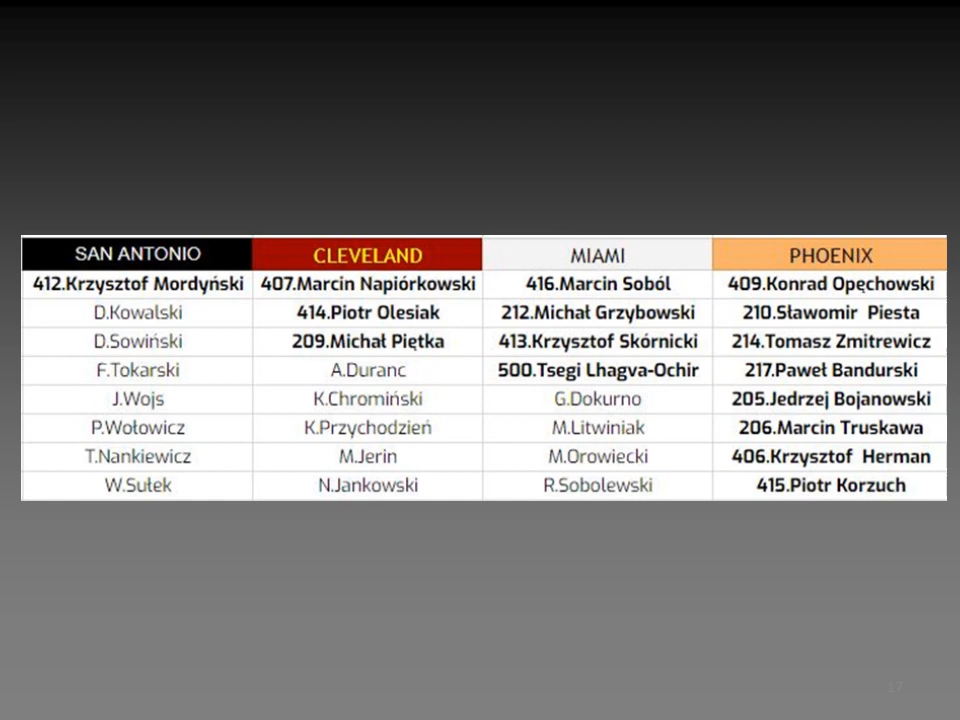 SAN ANTONIO CLEVELAND MIAMI PHOENIX
412.Krzysztof Mordyński 407.Marcin Napiórkowski 416.Marcin Soból 409.Konrad Opęchowski
D.Kowalski 414.Piotr Olesiak 212.Michał Grzybowski 210.Sławomir Piesta
D.Sowiński 209.Michał Piętka 413.Krzysztof Skórnicki 214.Tomasz Zmitrewicz
F.Tokarski A.Duranc 500.Tsegi Lhagva-Ochir 217.Paweł Bandurski
J.Wojs K.Chromiński G.Dokurno 205.Jedrzej Bojanowski
P.Wołowicz K.Przychodzień M.Litwiniak 206.Marcin Truskawa
T.Nankiewicz M.Jerin M.Orowiecki 406.Krzysztof Herman
W.Sułek N.Jankowski R.Sobolewski 415.Piotr Korzuch
17